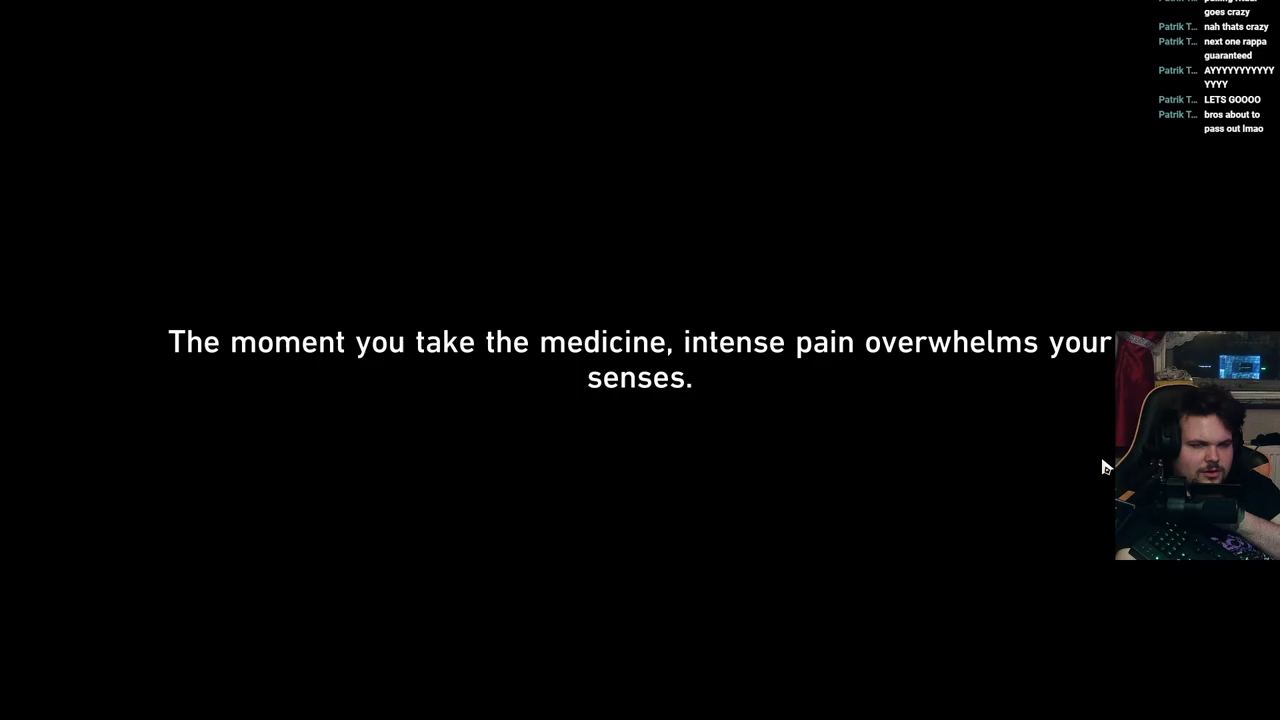 goes crazy
Patrik T... nah thats crazy
Patrik T... next one rappa
guaranteed
Patrik T... AYYYYYYYYYYY
YYYY
Patrik T... LETS GOOOO
Patrik T... bros about to
pass out lmao
The moment you take the medicine, intense pain overwhelms your
senses.